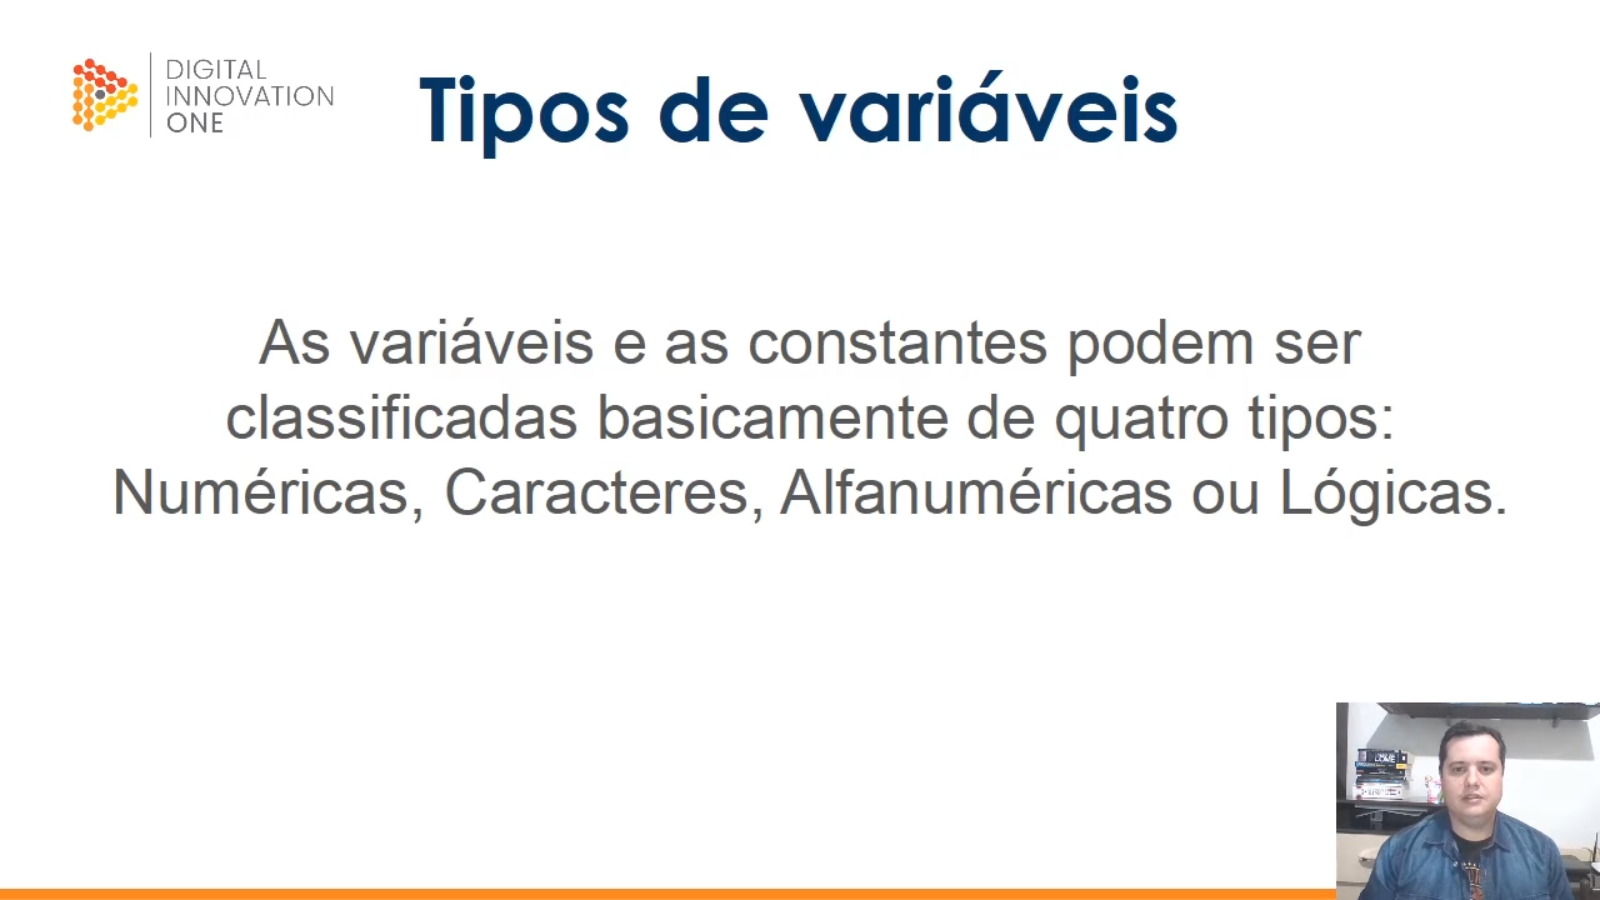 DIGITAL
INNOVATION
ONE
Tipos de variáveis
As variáveis e as constantes podem ser
classificadas basicamente de quatro tipos:
Numéricas, Caracteres, Alfanuméricas ou Lógicas.